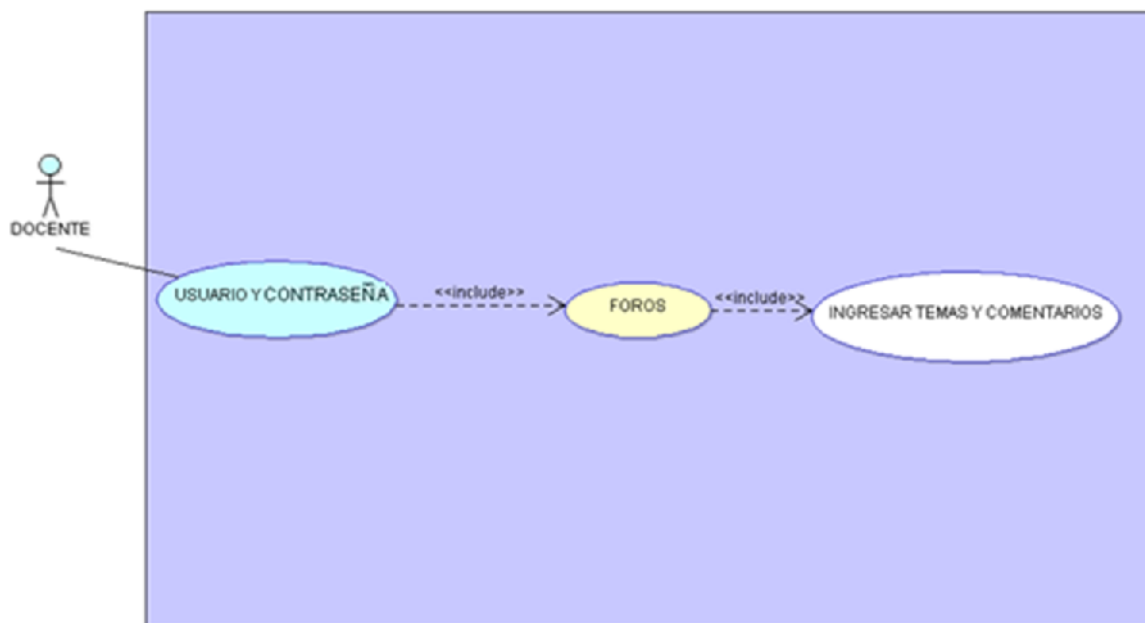 DOCENTE
USUARIO Y CONTRASEÑA
<<include>>
FOROS
<<include>>
INGRESAR TEMAS Y COMENTARIOS